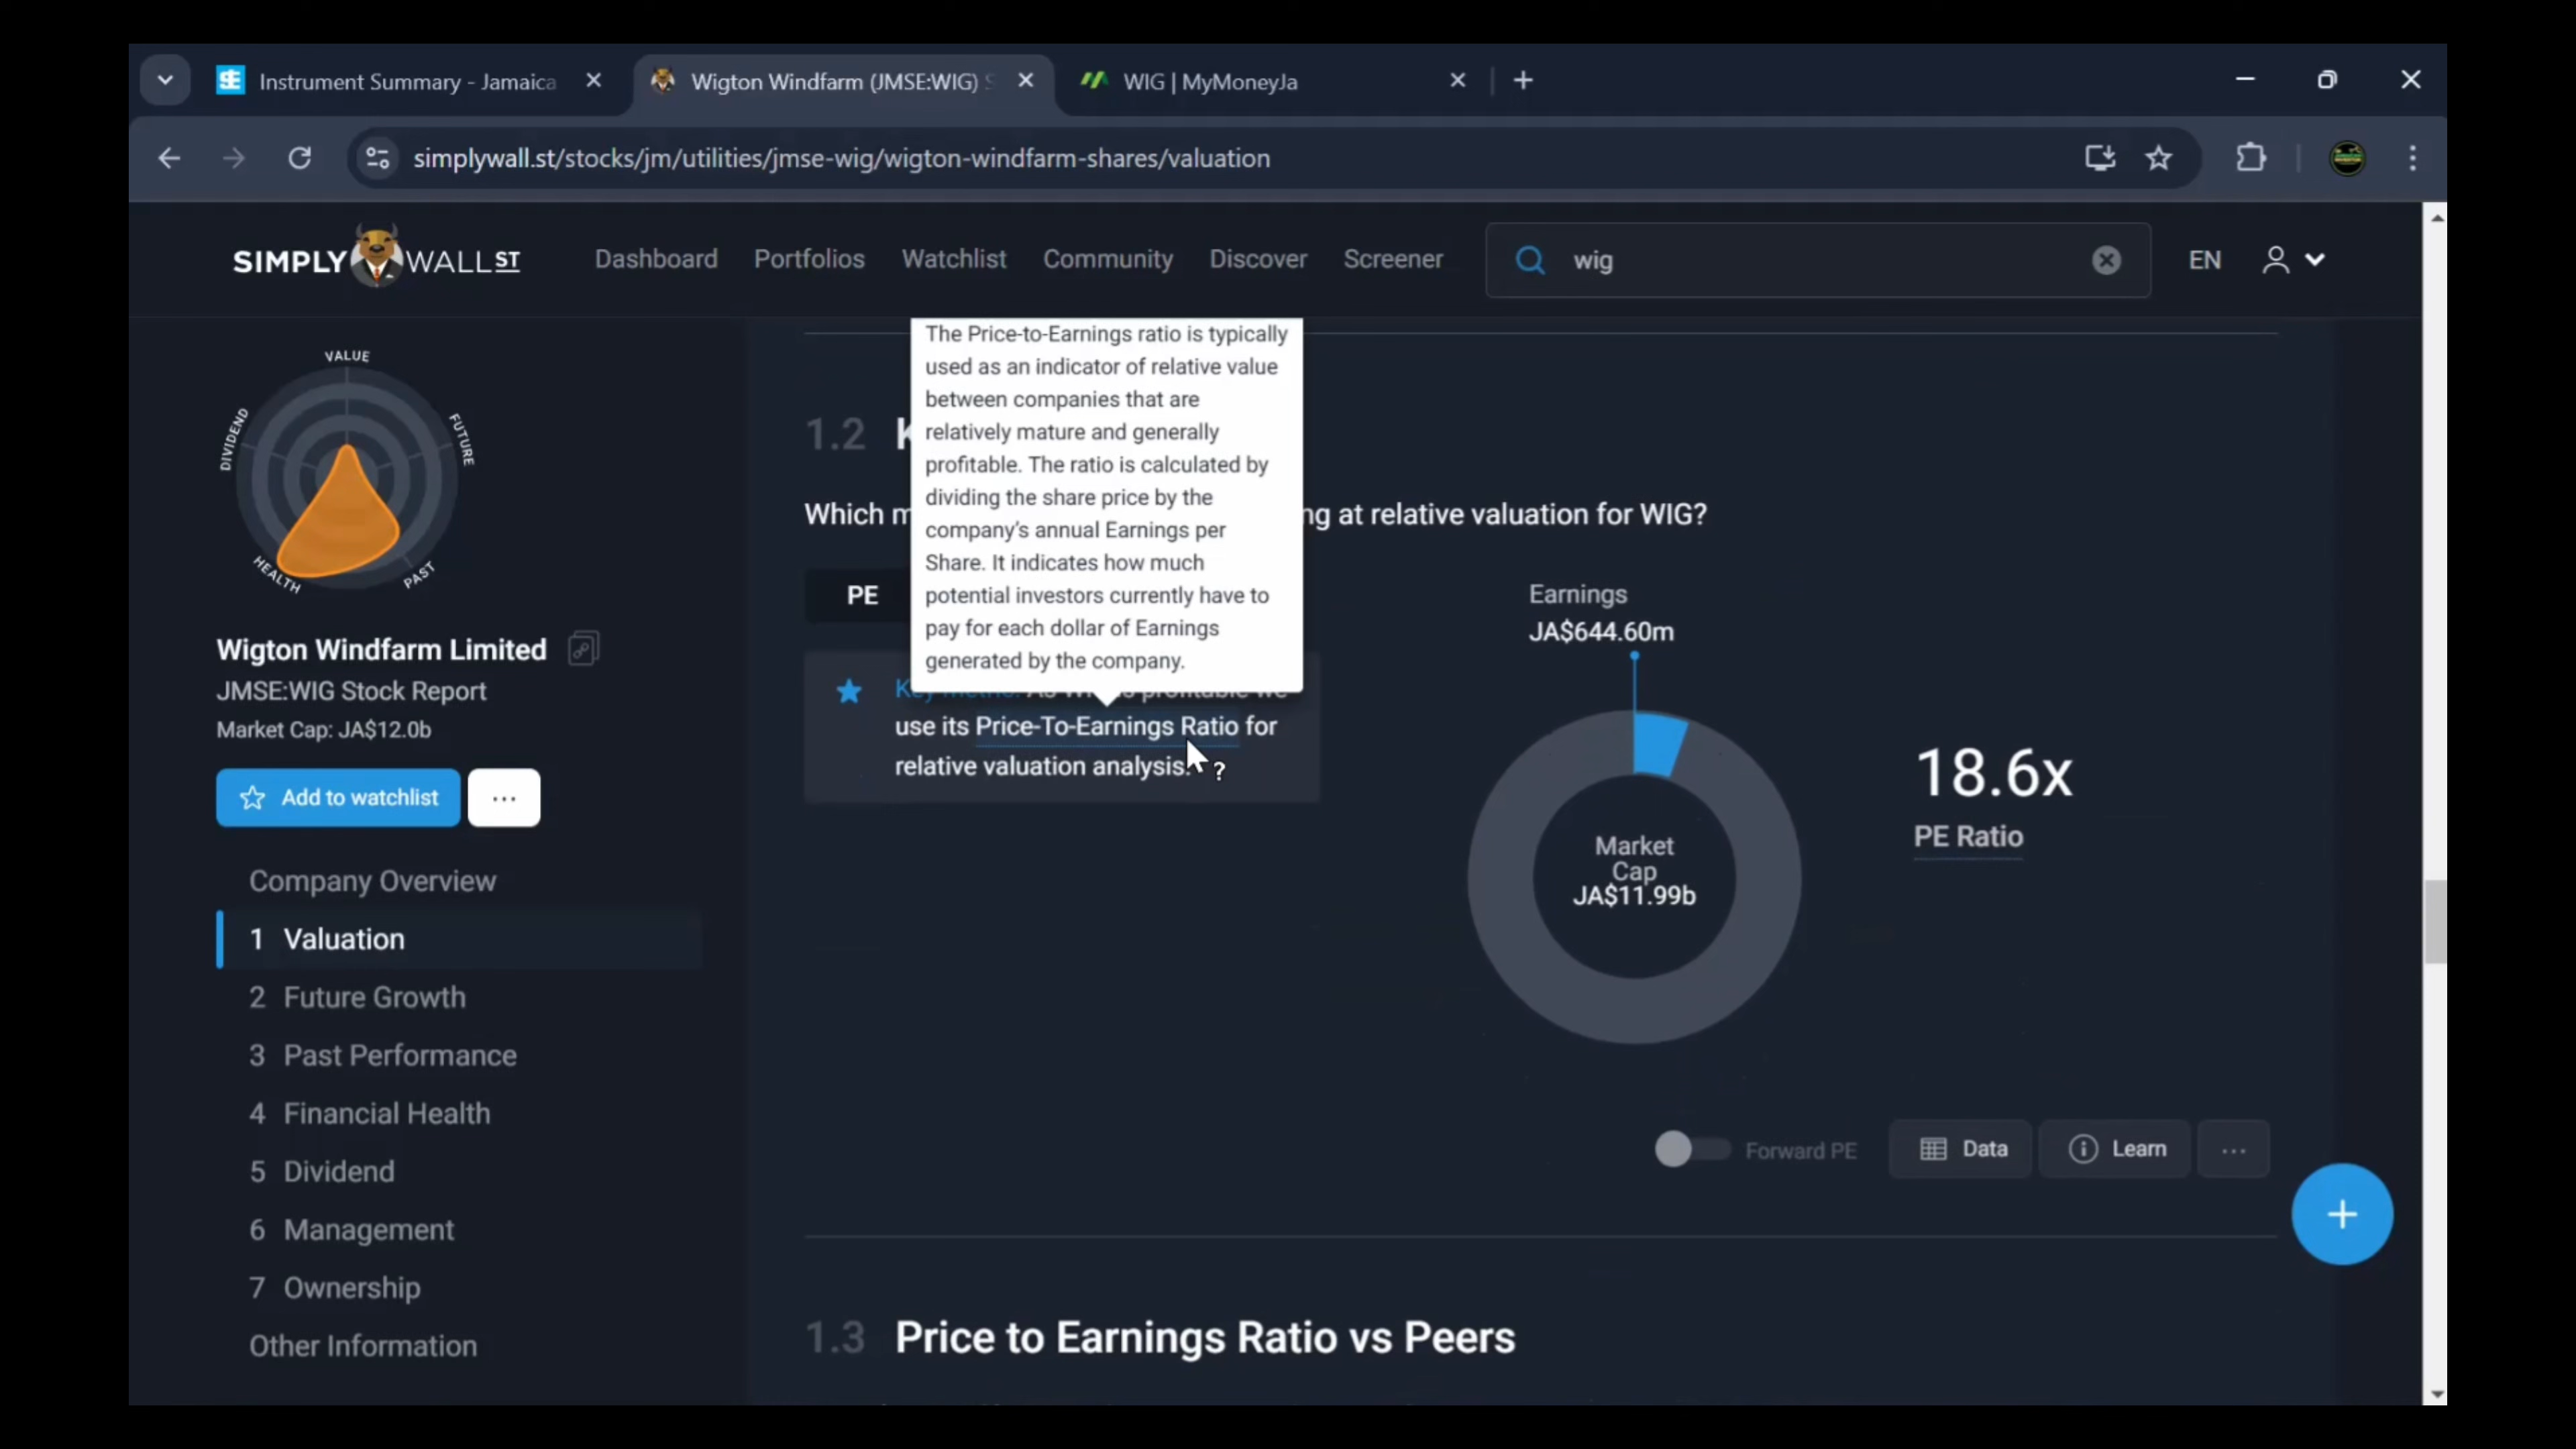 Instrument Summary - Jamaica
Wigton Windfarm (JMSE:WIG) S
WIG | MyMoneyJa
simplywall.st/stocks/jm/utilities/jmse-wig/wigton-windfarm-shares/valuation
SIMPLY WALL ST
Dashboard
Portfolios
Watchlist
Community
Discover
Screener
wig
EN
VALUE
FUTURE
PAST
HEALTH
DIVIDEND
Wigton Windfarm Limited
JMSE:WIG Stock Report
Market Cap: JA$12.0b
Add to watchlist
...
Company Overview
1 Valuation
2 Future Growth
3 Past Performance
4 Financial Health
5 Dividend
6 Management
7 Ownership
Other Information
The Price-to-Earnings ratio is typically
used as an indicator of relative value
between companies that are
relatively mature and generally
profitable. The ratio is calculated by
dividing the share price by the
company's annual Earnings per
Share. It indicates how much
potential investors currently have to
pay for each dollar of Earnings
generated by the company.
1.2 K
Which m
ng at relative valuation for WIG?
PE
use its Price-To-Earnings Ratio for
relative valuation analysis.
Earnings
JA$644.60m
Market
Cap
JA$11.99b
18.6x
PE Ratio
Forward PE
Data
Learn
...
1.3 Price to Earnings Ratio vs Peers